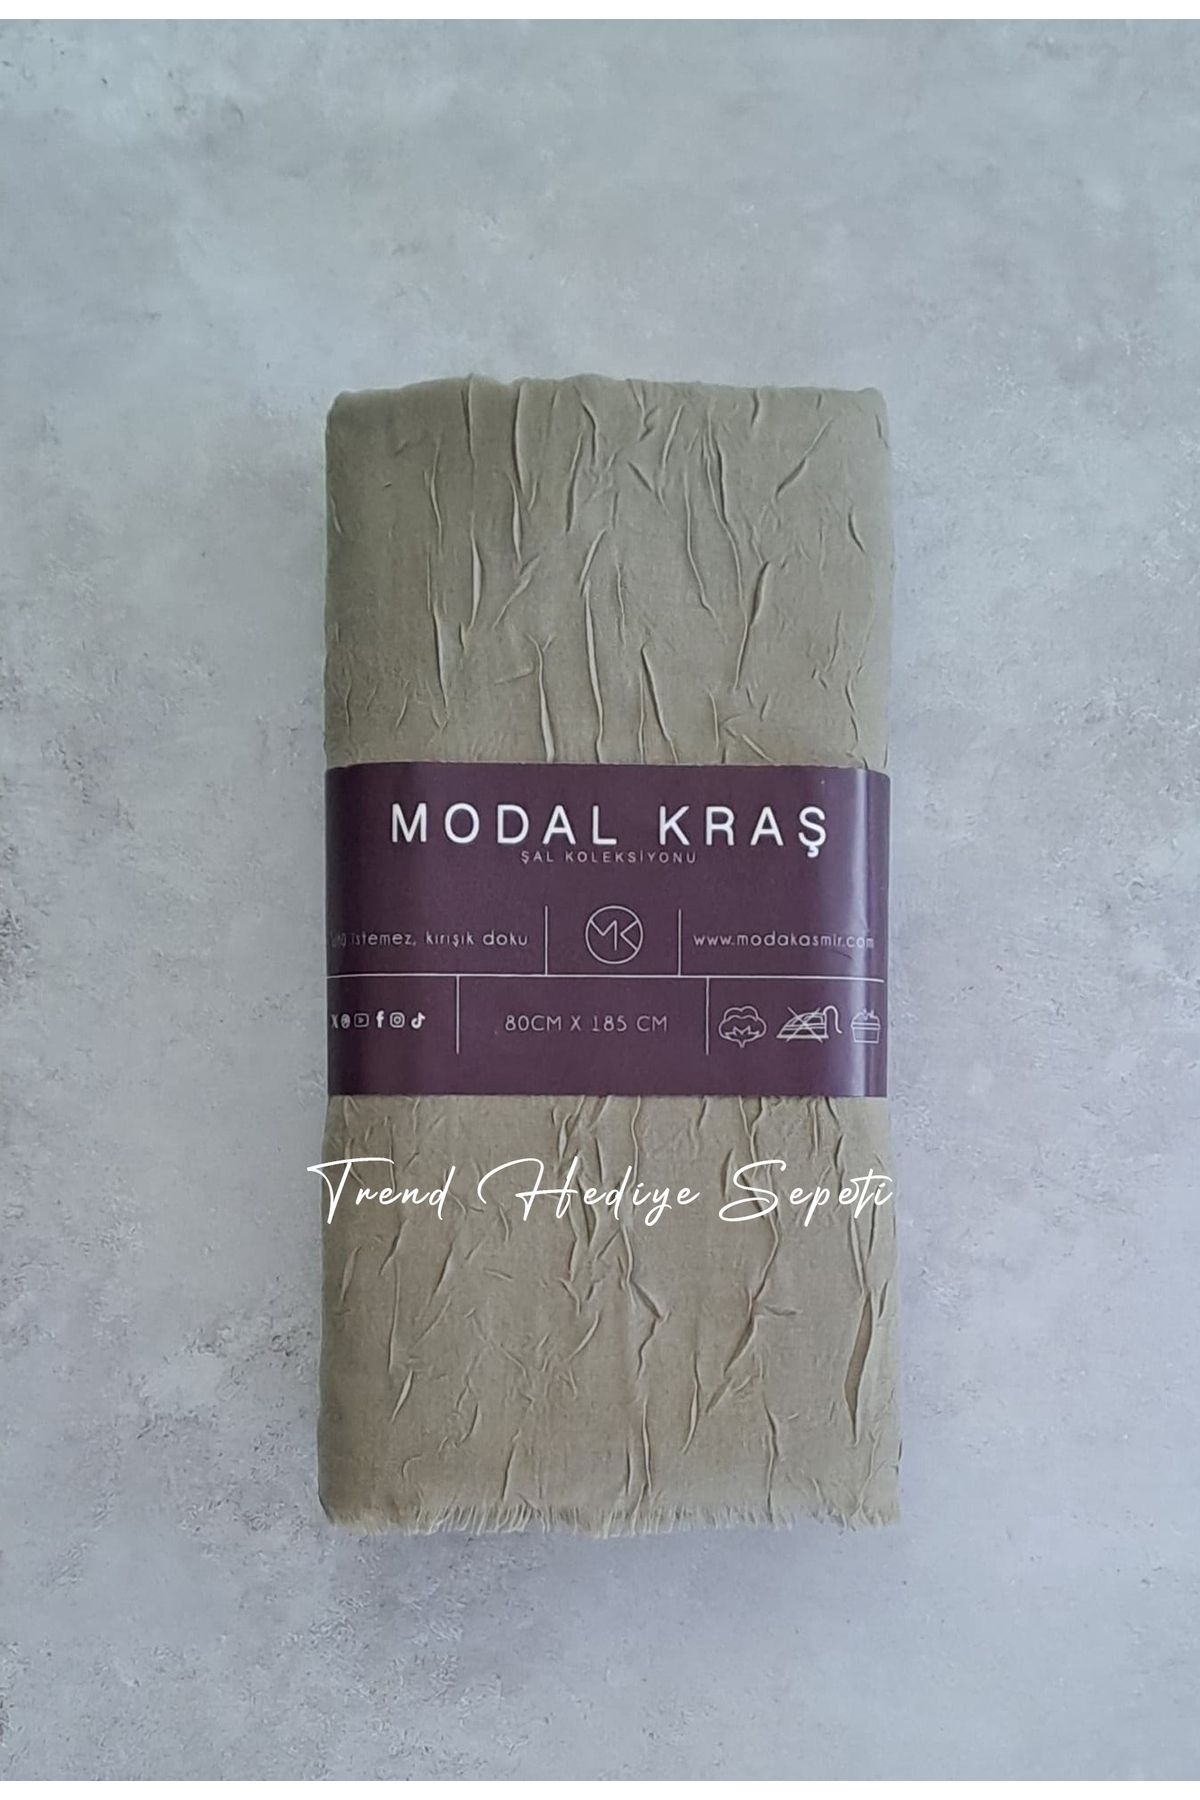 MODAL KRAŞ
ŞAL KOLEKSİYONU
istemez, kırışık doku
MK
www.modakasmir.com
80CM X 185 CM
Trend Hediye Sepeti